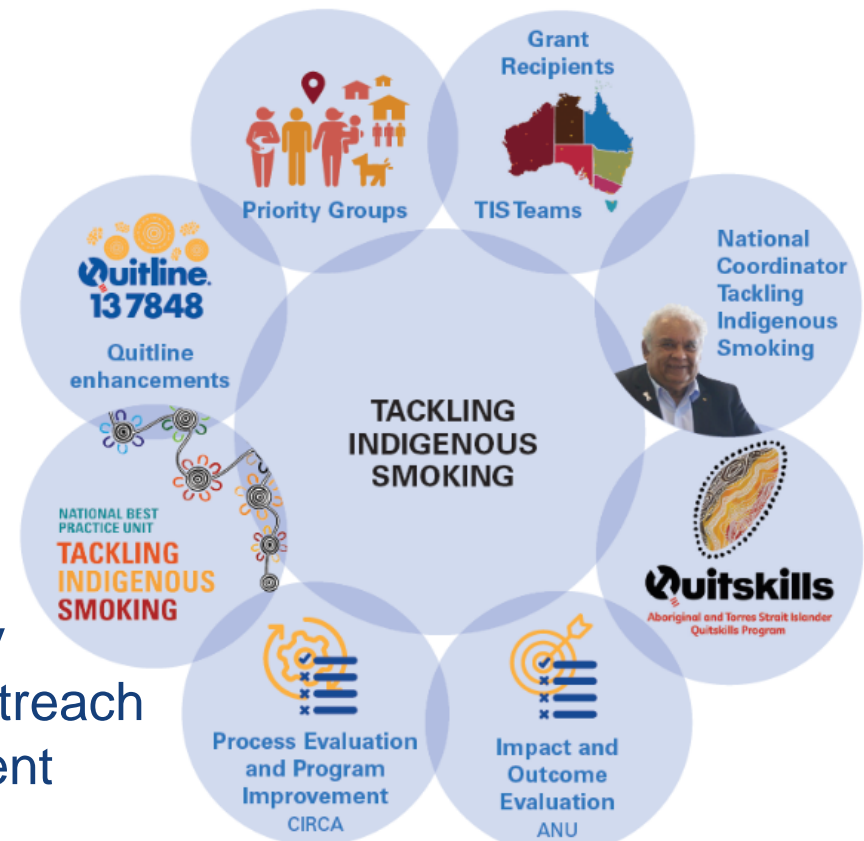 Grant
Recipients
TIS Teams
Priority Groups
National
Coordinator
Tackling
Indigenous
Smoking
Quitline.
13 7848
Quitline
enhancements
TACKLING
INDIGENOUS
SMOKING
NATIONAL BEST
PRACTICE UNIT
TACKLING
INDIGENOUS
SMOKING
Quitskills
Aboriginal and Torres Strait Islander
Quitskills Program
Process Evaluation
and Program
Improvement
CIRCA
Impact and
Outcome
Evaluation
ANU
y
treach
ent